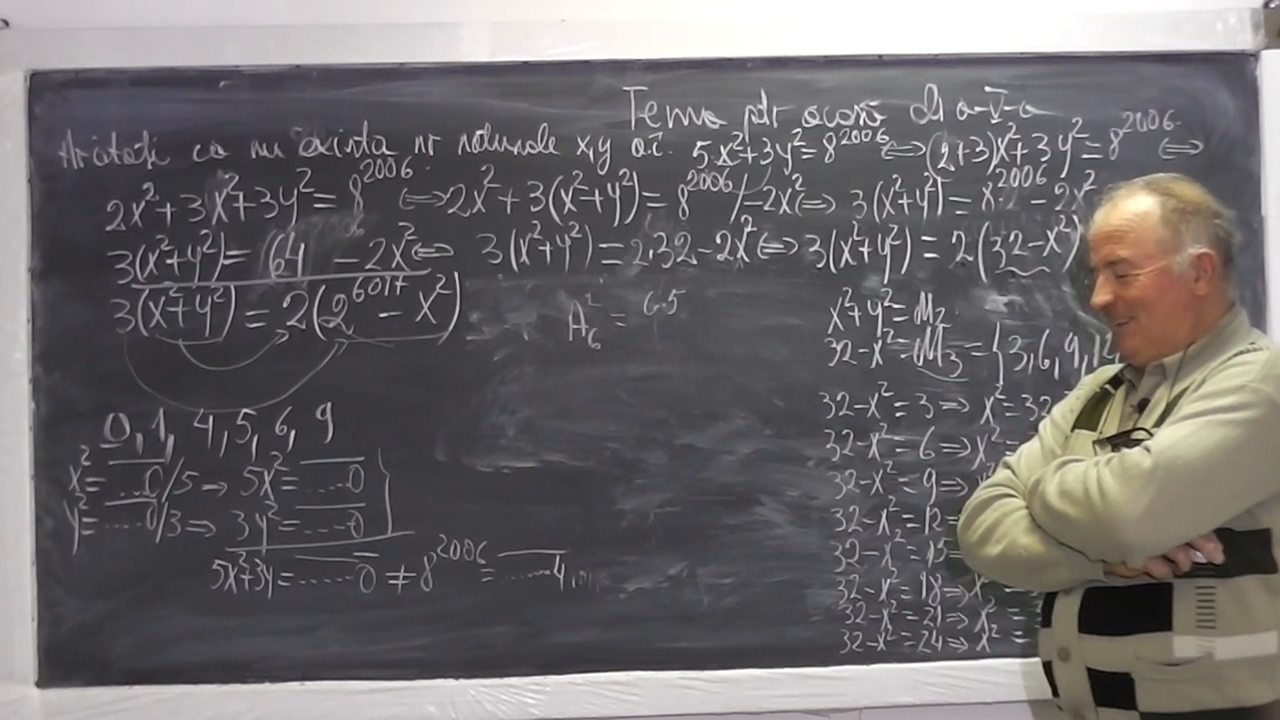 Tema ptr acasă cl a-V-a
Arătați că nu există nr naturale x,y a.î. 5x²+3y²=8²⁰⁰⁶ ⇔ (2+3)x²+3y²=8²⁰⁰⁶ ⇔
2x²+3x²+3y²=8²⁰⁰⁶ ⇔ 2x²+3(x²+y²)=8²⁰⁰⁶ /-2x² ⇔ 3(x²+y²)=8²⁰⁰⁶-2x²
3(x²+y²)=64 -2x² ⇔ 3(x²+y²)=2·32-2x² ⇔ 3(x²+y²)=2(32-x²)
3(x²+y²)=2(2⁶⁰¹⁷-x²)
A₆²=6·5
x²+y²=M₂
32-x²=M₃={3,6,9,12,
0,1,4,5,6,9
x²=....0/5 ⇒ 5x²=.....0
y²=....0/3 ⇒ 3y²=.....0
5x²+3y=......0 ≠ 8²⁰⁰⁶=......4
32-x²=3 ⇒ x²=32
32-x²=6 ⇒ x²=
32-x²=9 ⇒
32-x²=12=
32-x²=15=
32-x²=18 ⇒ x²
32-x²=21 ⇒ x²=
32-x²=24 ⇒ x²=